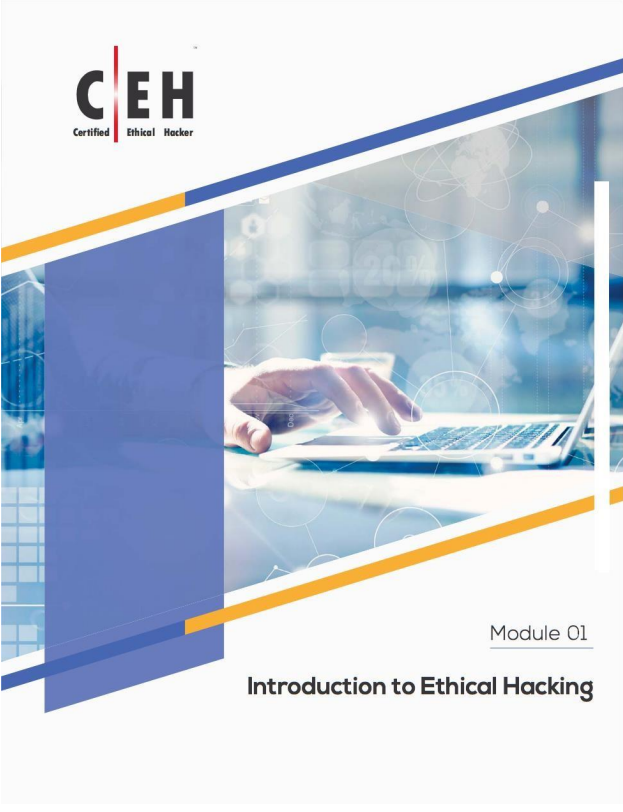 C|EH
Certified Ethical Hacker
Module 01
Introduction to Ethical Hacking